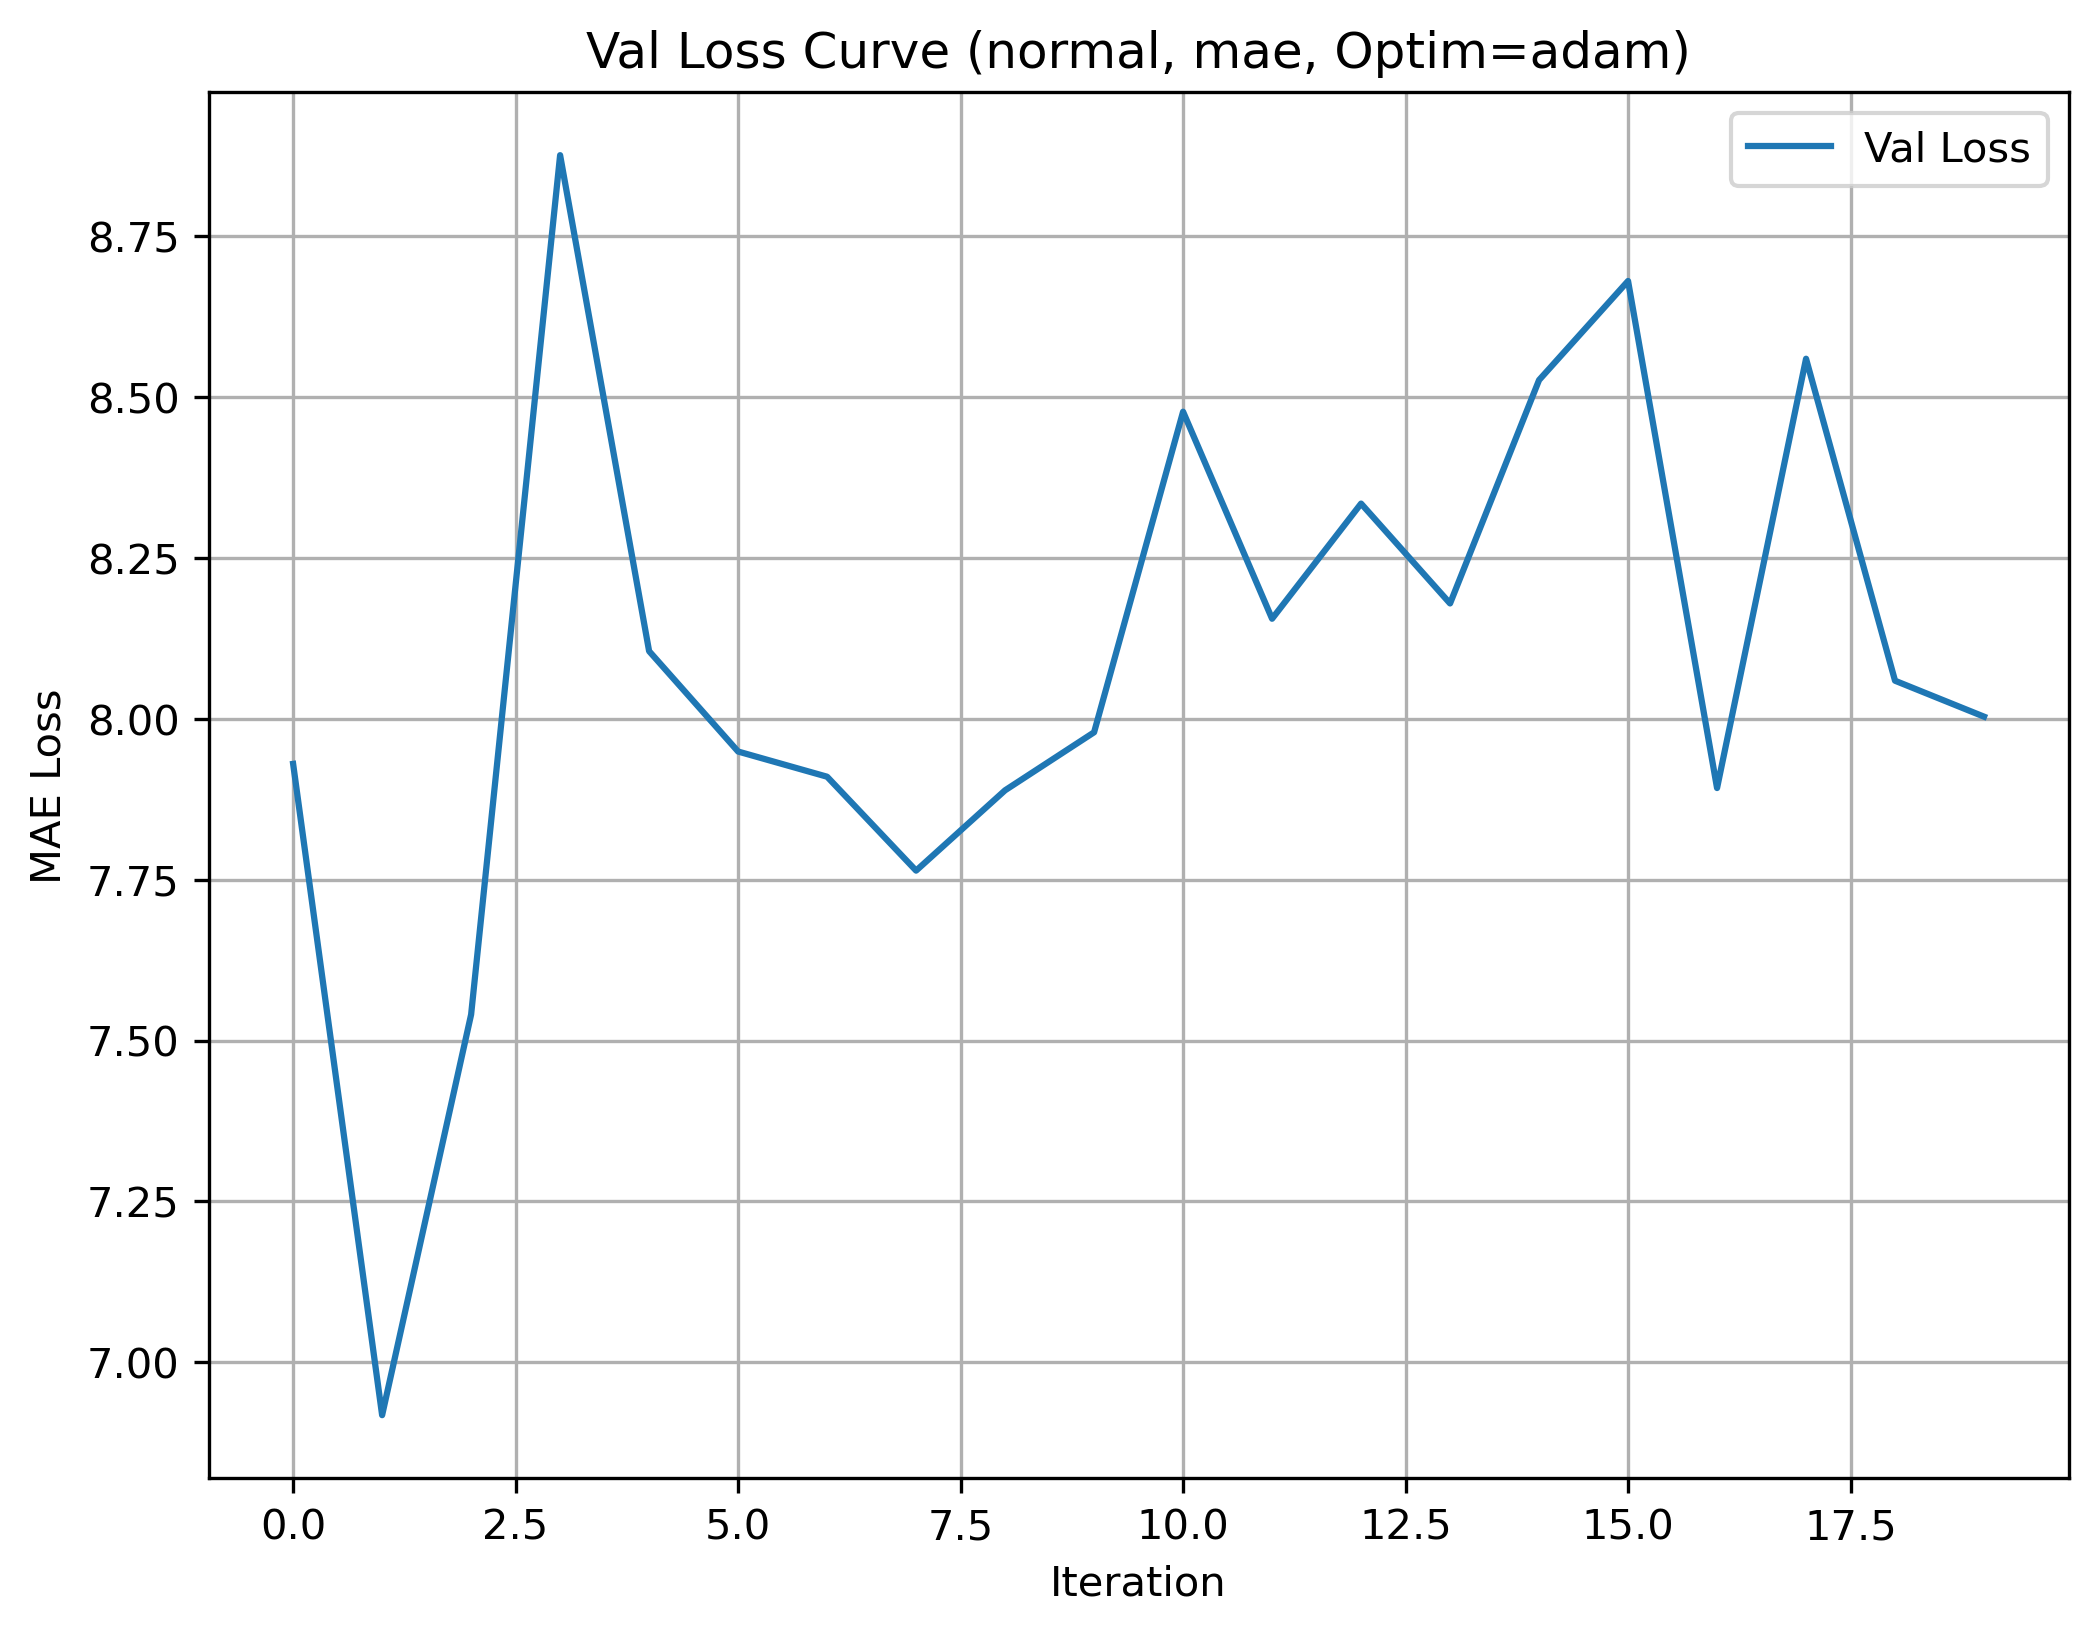 Val Loss Curve (normal, mae, Optim=adam)
Val Loss
8.75
8.50
8.25
8.00
7.75
7.50
7.25
7.00
MAE Loss
0.0 2.5 5.0 7.5 10.0 12.5 15.0 17.5
Iteration